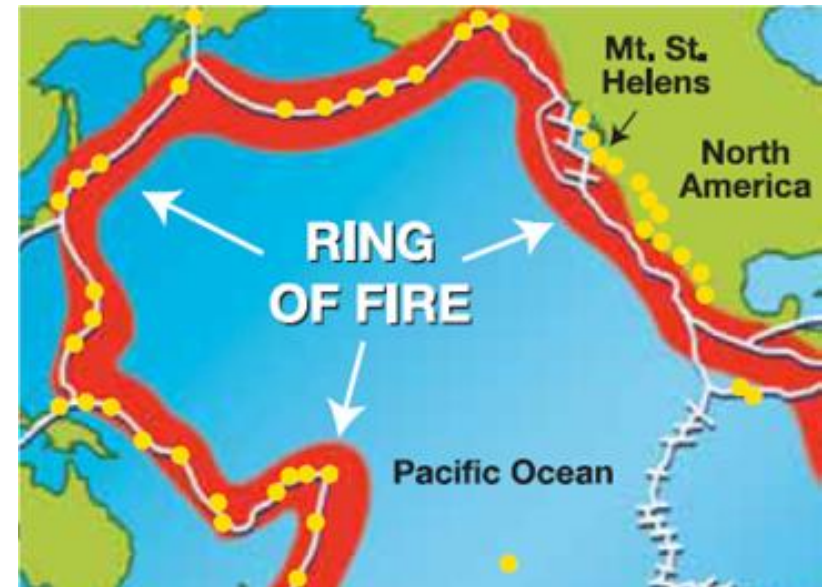 Mt. St.
Helens
North
America
RING
OF FIRE
Pacific Ocean